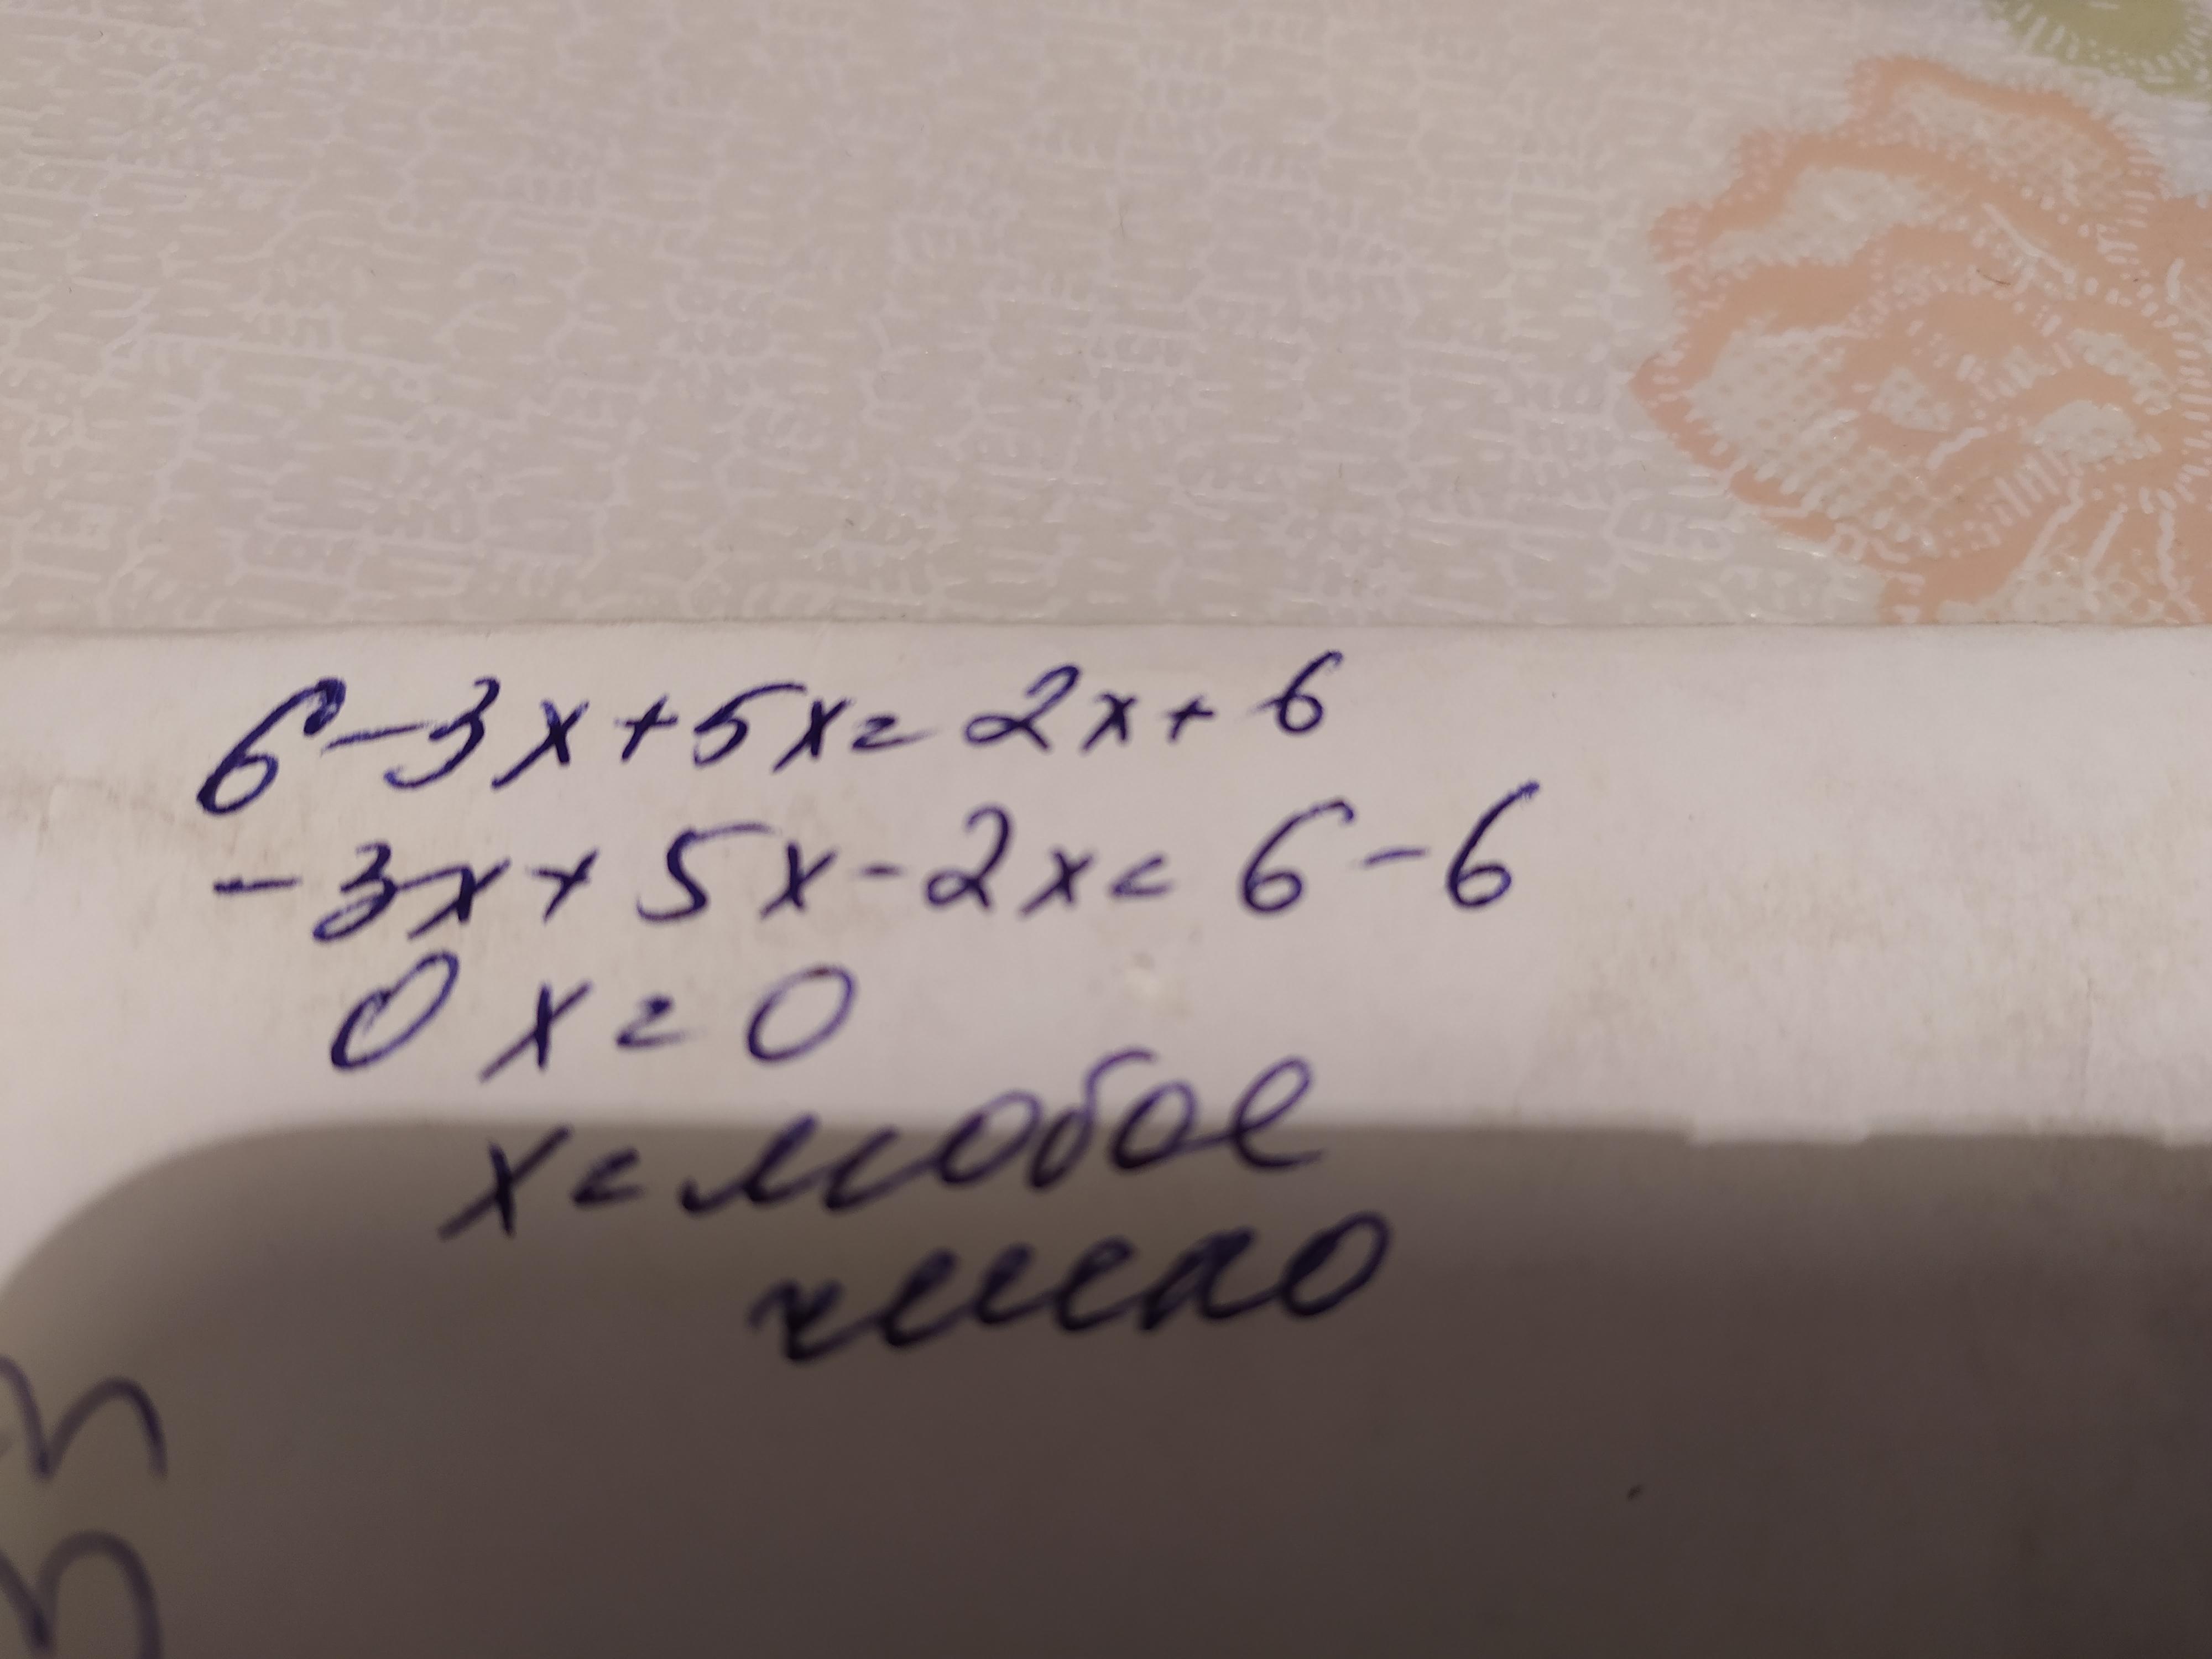 6-3x+5x=2x+6
-3x+5x-2x=6-6
0x=0
x=любое
число